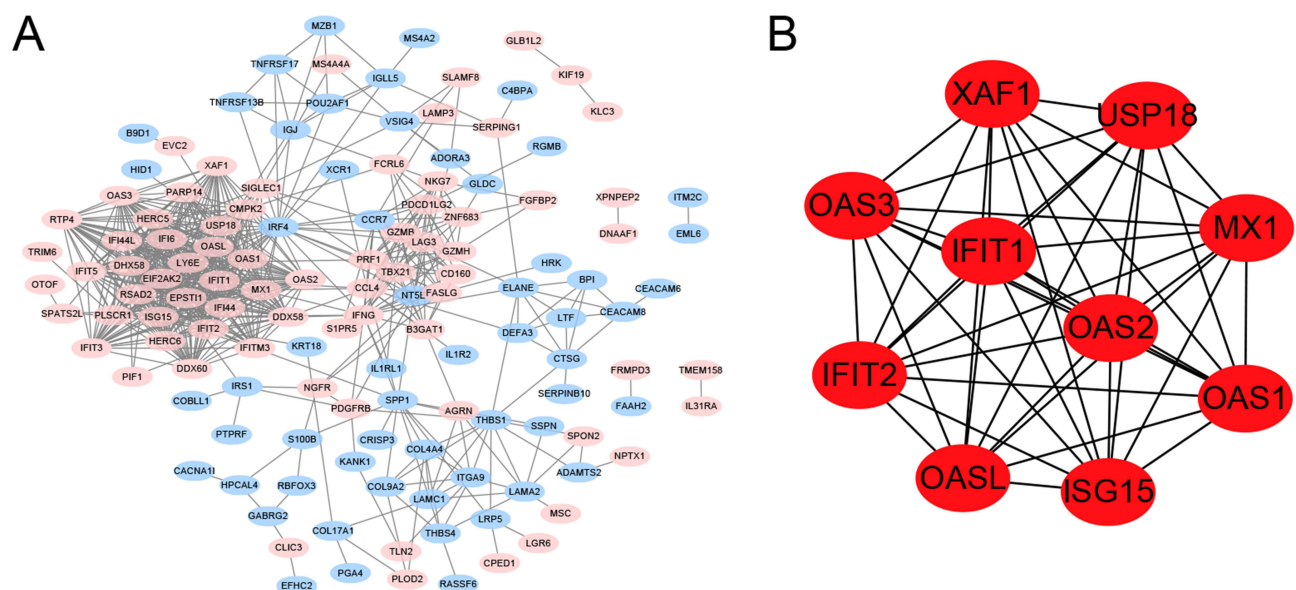 A
MZB1
MS4A2
GLB1L2
TNFRSF17
MS4A4A
IGLL5
SLAMF8
KIF19
C4BPA
TNFRSF13B
POU2AF1
LAMP3
KLC3
VSIG4
IGJ
SERPING1
B9D1
EVC2
ADORA3
RGMB
HID1
XAF1
XCR1
FCRL6
GLDC
OAS3
PARP14
SIGLEC1
NKG7
RTP4
HERC5
CMPK2
PDCD1LG2
FGFBP2
XPNPEP2
ITM2C
USP18
IRF4
CCR7
ZNF683
IFI44L
IFI6
GZMB
DNAAF1
EML6
OASL
LAG3
TRIM6
GZMH
IFIT5
DHX58
LY6E
OAS1
PRF1
HRK
EIF2AK2
IFIT1
OAS2
TBX21
CD160
OTOF
RSAD2
MX1
CCL4
ELANE
BPI
CEACAM6
EPSTI1
NT5E
FASLG
SPATS2L
PLSCR1
IFI44
ISG15
DDX58
IFNG
LTF
CEACAM8
IFIT2
S1PR5
B3GAT1
DEFA3
IFIT3
HERC6
IFITM3
KRT18
IL1R2
CTSG
DDX60
IL1RL1
PIF1
IRS1
NGFR
SERPINB10
FRMPD3
TMEM158
COBLL1
PDGFRB
SPP1
AGRN
FAAH2
IL31RA
THBS1
SSPN
PTPRF
S100B
CRISP3
COL4A4
SPON2
NPTX1
CACNA1I
KANK1
ITGA9
ADAMTS2
HPCAL4
RBFOX3
COL9A2
LAMC1
LAMA2
GABRG2
MSC
COL17A1
THBS4
LRP5
CLIC3
TLN2
LGR6
CPED1
EFHC2
PGA4
PLOD2
RASSF6
B
XAF1
USP18
OAS3
MX1
IFIT1
OAS2
IFIT2
OAS1
OASL
ISG15